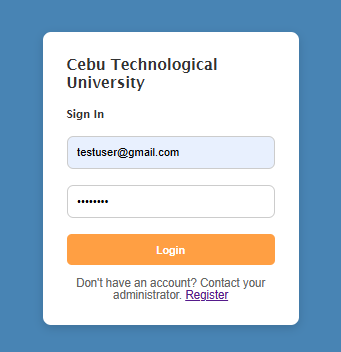 Cebu Technological
University
Sign In
testuser@gmail.com
••••••••
Login
Don't have an account? Contact your
administrator. Register